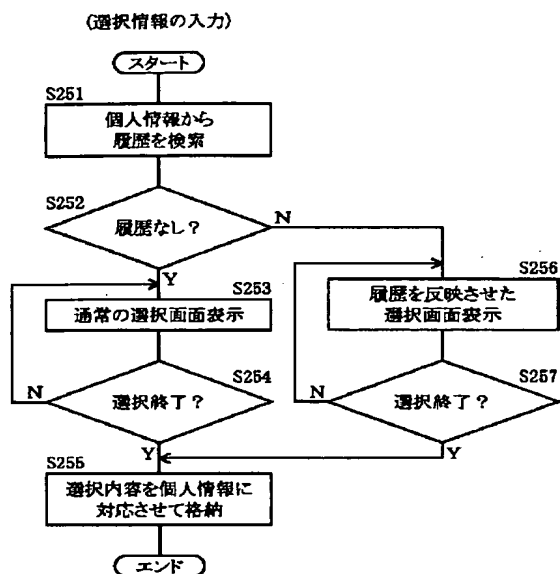 (選択情報の入力)
スタート
S251
個人情報から
履歴を検索
S252
履歴なし?
N
Y
S253
通常の選択画面表示
S254
選択終了?
N
Y
S256
履歴を反映させた
選択画面表示
S257
選択終了?
N
Y
S255
選択内容を個人情報に
対応させて格納
エンド